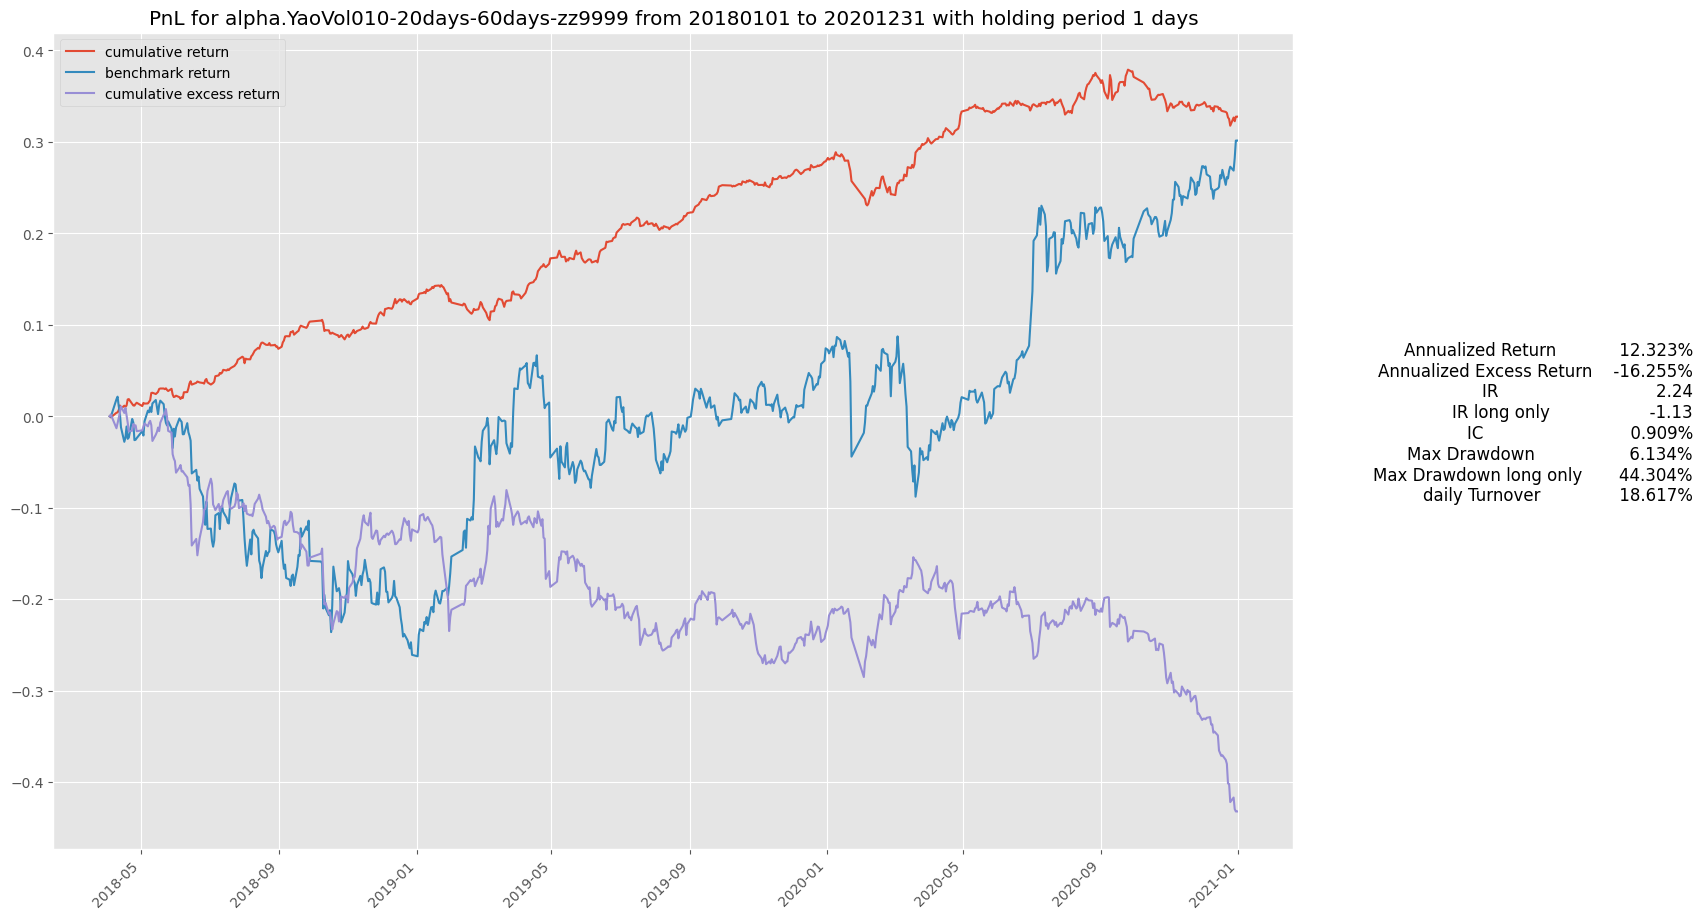 PnL for alpha.YaoVol010-20days-60days-zz9999 from 20180101 to 20201231 with holding period 1 days
cumulative return
benchmark return
cumulative excess return
0.4
0.3
0.2
0.1
0.0
−0.1
−0.2
−0.3
−0.4
2018-05
2018-09
2019-01
2019-05
2019-09
2020-01
2020-05
2020-09
2021-01
Annualized Return 12.323%
Annualized Excess Return -16.255%
IR 2.24
IR long only -1.13
IC 0.909%
Max Drawdown 6.134%
Max Drawdown long only 44.304%
daily Turnover 18.617%